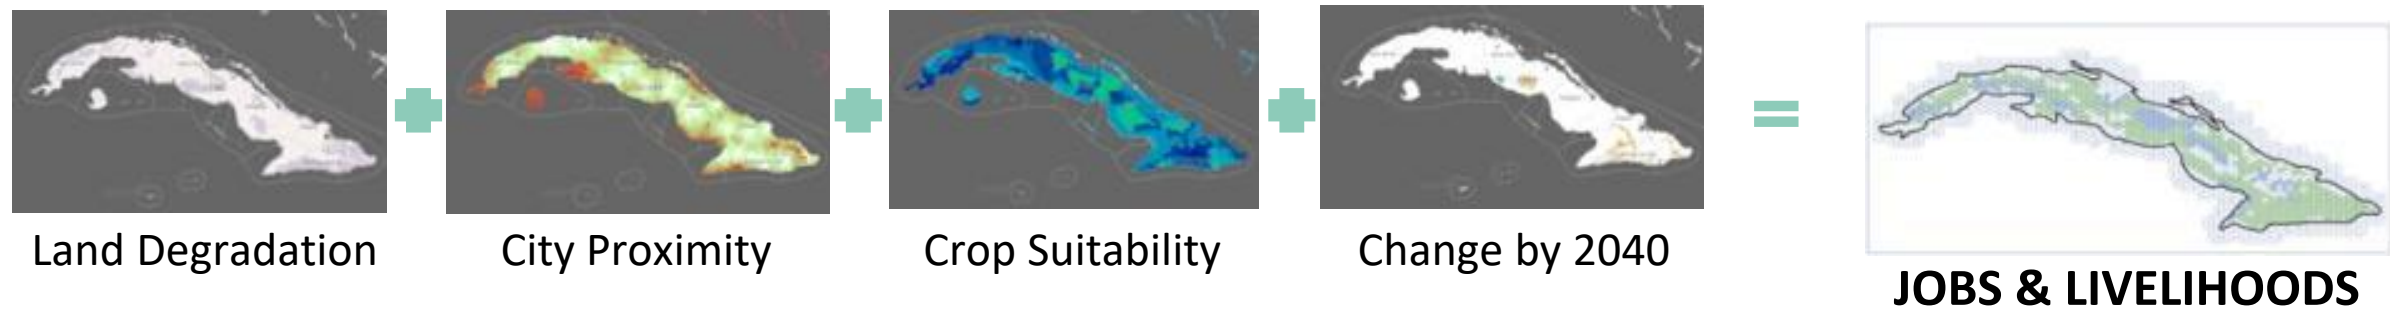 Land Degradation
City Proximity
Crop Suitability
Change by 2040
JOBS & LIVELIHOODS